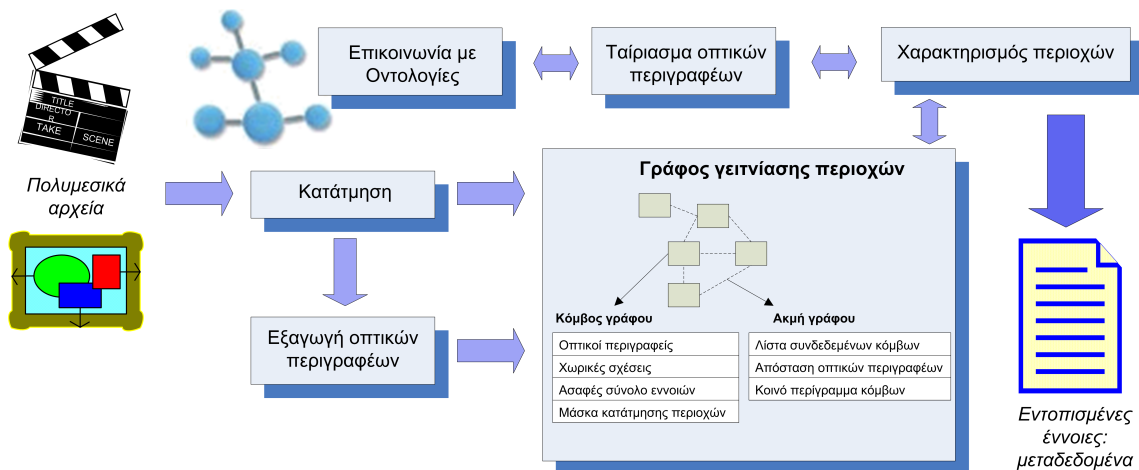 Επικοινωνία με
Οντολογίες
Ταίριασμα οπτικών
περιγραφέων
Χαρακτηρισμός περιοχών
TITLE
DIRECTO
R
TAKE
SCENE
Πολυμεσικά
αρχεία
Κατάτμηση
Εξαγωγή οπτικών
περιγραφέων
Γράφος γειτνίασης περιοχών
Κόμβος γράφου
Οπτικοί περιγραφείς
Χωρικές σχέσεις
Ασαφές σύνολο εννοιών
Μάσκα κατάτμησης περιοχών
Ακμή γράφου
Λίστα συνδεδεμένων κόμβων
Απόσταση οπτικών περιγραφέων
Κοινό περίγραμμα κόμβων
Εντοπισμένες
έννοιες:
μεταδεδομένα